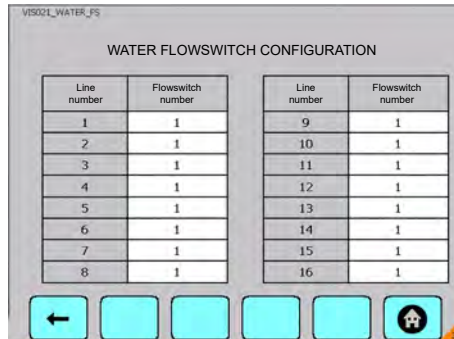 VIS021_WATER_FS
WATER FLOWSWITCH CONFIGURATION
Line number Flowswitch number Line number Flowswitch number
1 1 9 1
2 1 10 1
3 1 11 1
4 1 12 1
5 1 13 1
6 1 14 1
7 1 15 1
8 1 16 1